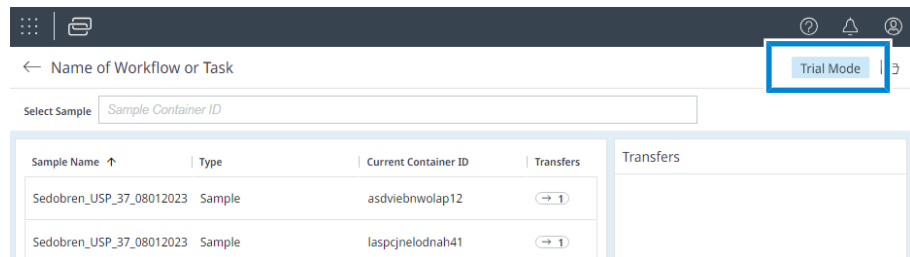 Name of Workflow or Task
Trial Mode
Select Sample Sample Container ID
Sample Name Type Current Container ID Transfers
Transfers
Sedobren_USP_37_08012023 Sample asdviebnwolap12 1
Sedobren_USP_37_08012023 Sample laspcjnelodnah41 1